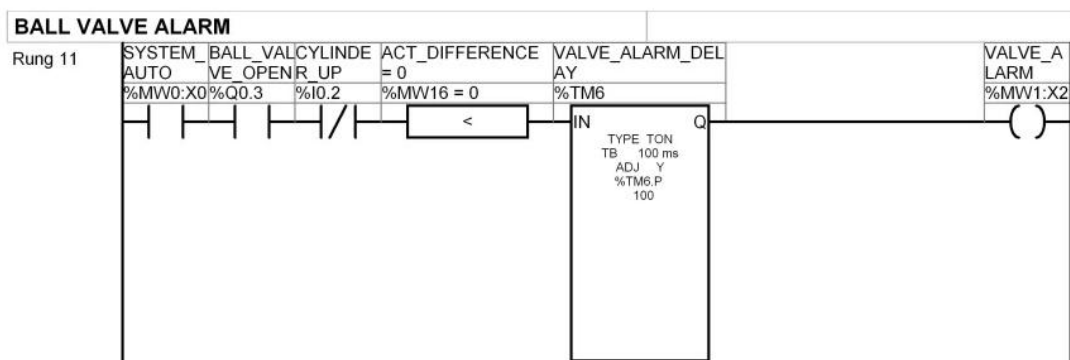 BALL VALVE ALARM
Rung 11
SYSTEM_
AUTO
%MW0:X0
BALL_VAL
VE_OPEN
%Q0.3
CYLINDE
R_UP
%I0.2
ACT_DIFFERENCE
= 0
%MW16 = 0
<
VALVE_ALARM_DEL
AY
%TM6
IN Q
TYPE TON
TB 100 ms
ADJ Y
%TM6.P
100
VALVE_A
LARM
%MW1:X2